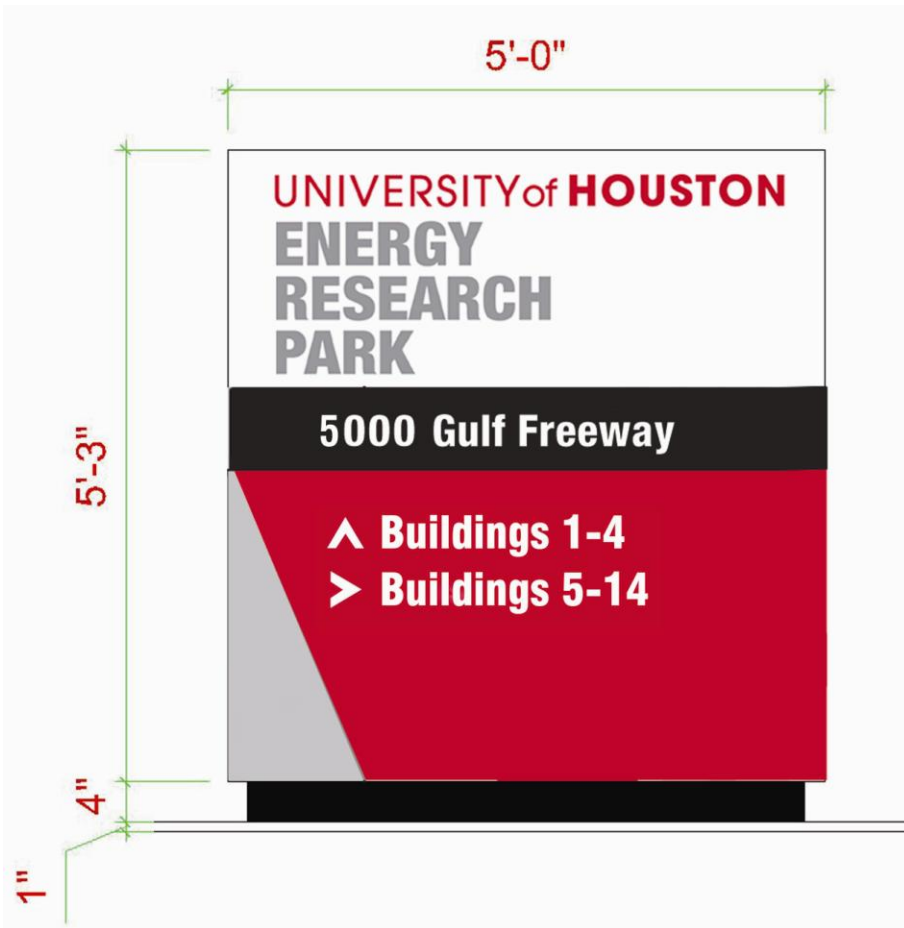 5'-0"
UNIVERSITY of HOUSTON
ENERGY
RESEARCH
PARK
5'-3"
5000 Gulf Freeway
Buildings 1-4
Buildings 5-14
4"
1"